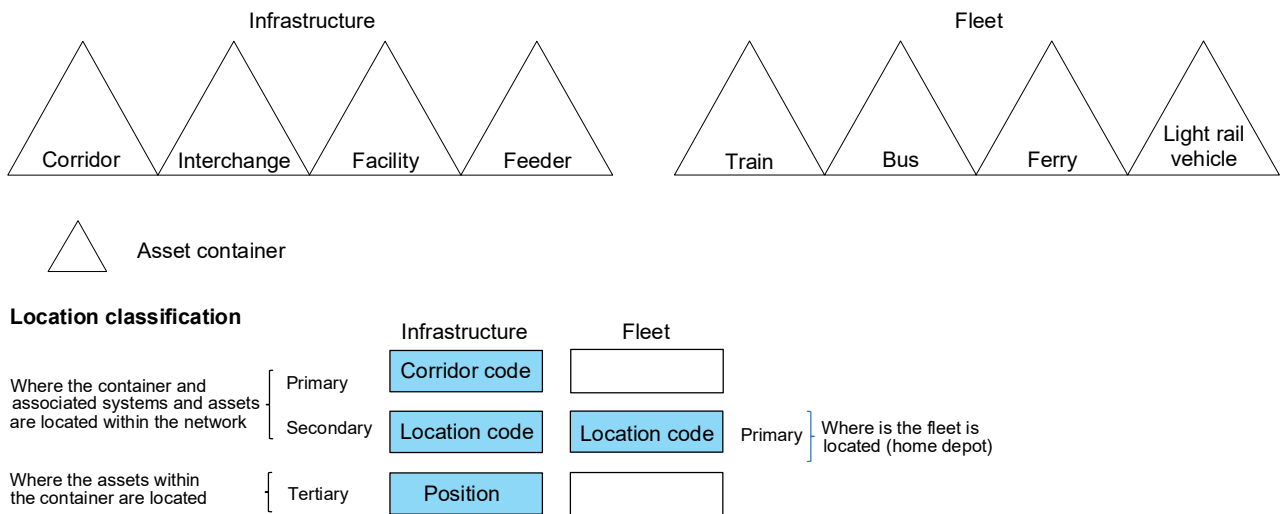 Infrastructure
Fleet
Corridor
Interchange
Facility
Feeder
Train
Bus
Ferry
Light rail
vehicle
Asset container
Location classification
Infrastructure
Fleet
Where the container and
associated systems and assets
are located within the network
Primary
Corridor code
Secondary
Location code
Location code
Primary
Where is the fleet is
located (home depot)
Where the assets within
the container are located
Tertiary
Position